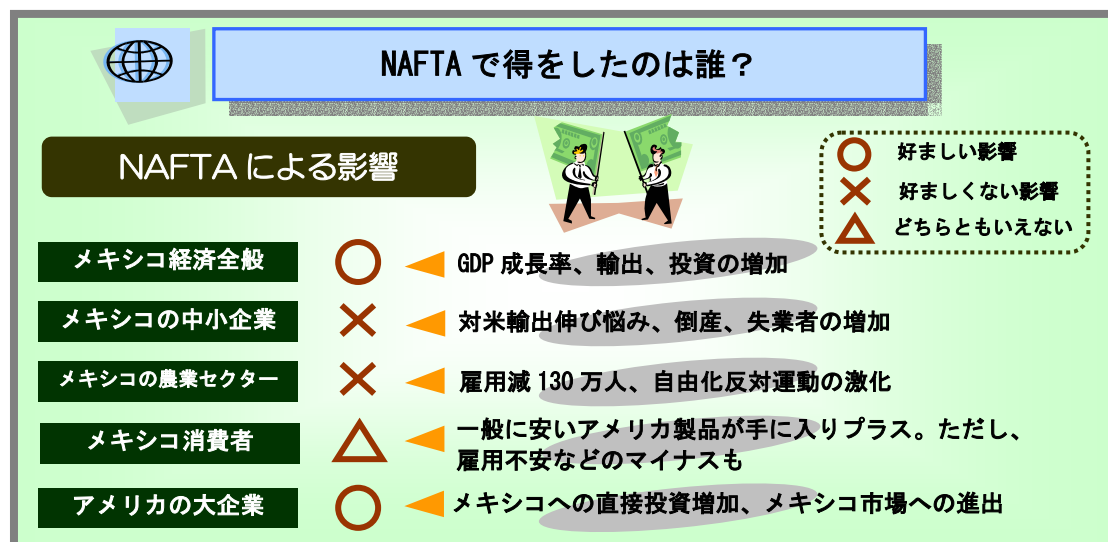 NAFTAで得をしたのは誰?
NAFTAによる影響
○ 好ましい影響
× 好ましくない影響
△ どちらともいえない
メキシコ経済全般 ○ GDP成長率、輸出、投資の増加
メキシコの中小企業 × 対米輸出伸び悩み、倒産、失業者の増加
メキシコの農業セクター × 雇用減130万人、自由化反対運動の激化
メキシコ消費者 △ 一般に安いアメリカ製品が手に入りプラス。ただし、
雇用不安などのマイナスも
アメリカの大企業 ○ メキシコへの直接投資増加、メキシコ市場への進出